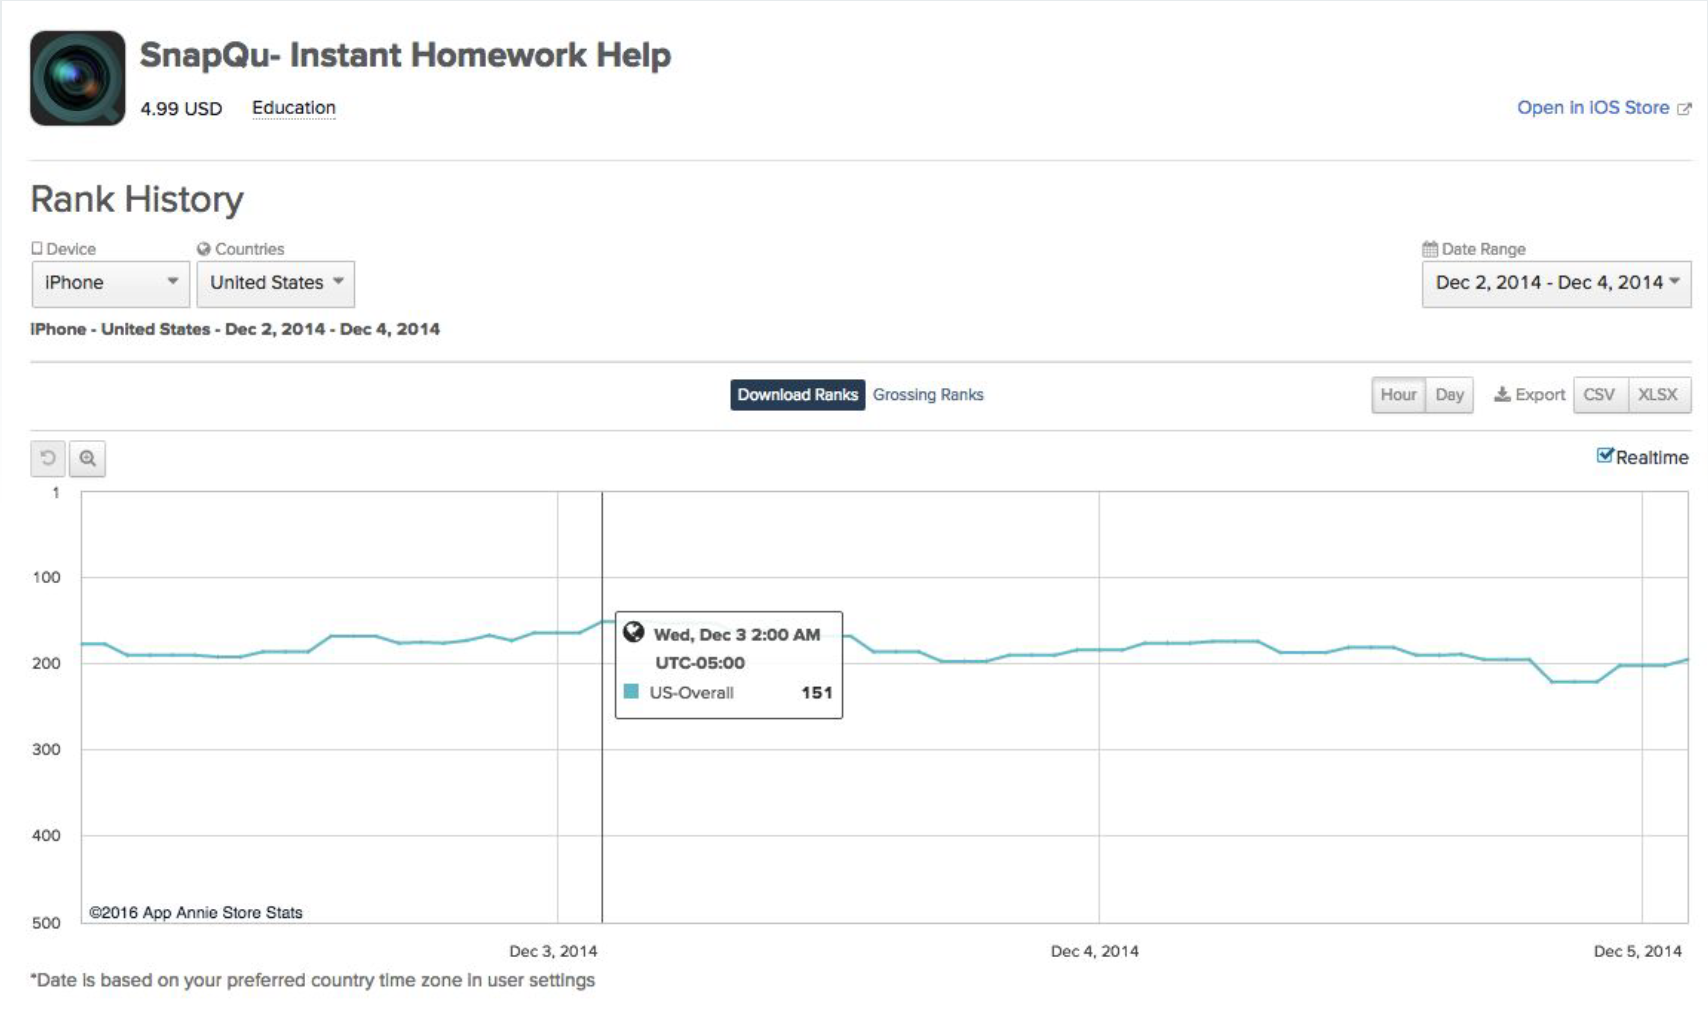 SnapQu- Instant Homework Help
4.99 USD Education
Open in iOS Store
Rank History
Device Countries Date Range
iPhone United States Dec 2, 2014 - Dec 4, 2014
iPhone - United States - Dec 2, 2014 - Dec 4, 2014
Download Ranks Grossing Ranks Hour Day Export CSV XLSX
Realtime
1
100
200
300
400
500
Wed, Dec 3 2:00 AM
UTC-05:00
US-Overall 151
©2016 App Annie Store Stats
Dec 3, 2014 Dec 4, 2014 Dec 5, 2014
*Date is based on your preferred country time zone in user settings